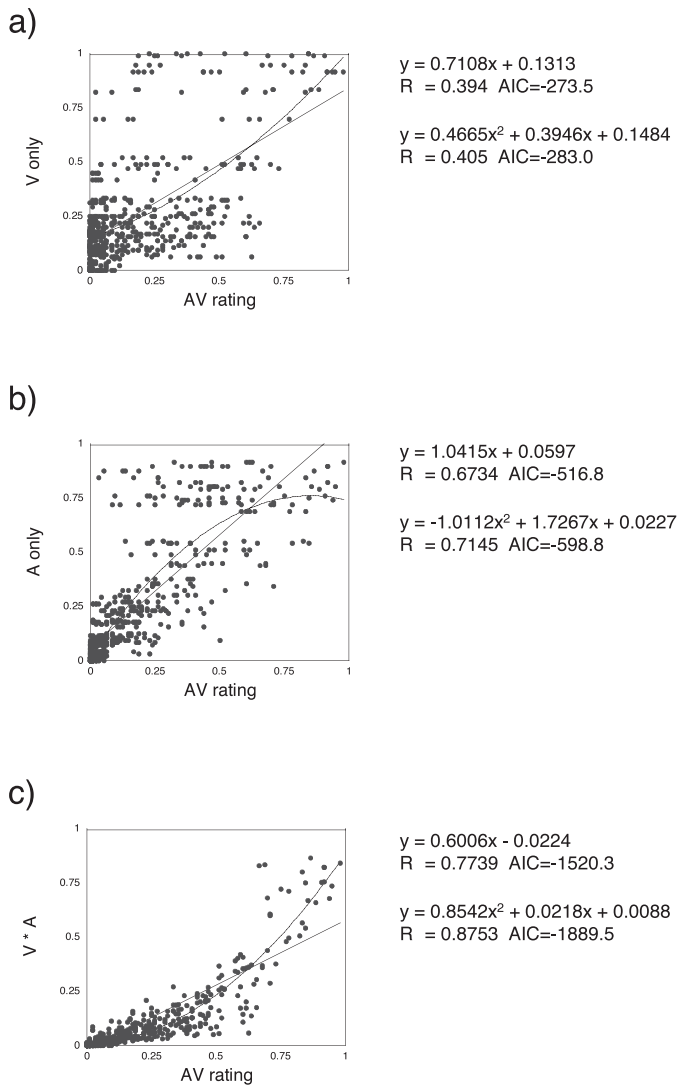 a)
1
0.75
0.5
0.25
0
V only
0
0.25
0.5
0.75
1
AV rating
y = 0.7108x + 0.1313
R = 0.394 AIC=-273.5
y = 0.4665x² + 0.3946x + 0.1484
R = 0.405 AIC=-283.0
b)
1
0.75
0.5
0.25
0
A only
0
0.25
0.5
0.75
1
AV rating
y = 1.0415x + 0.0597
R = 0.6734 AIC=-516.8
y = -1.0112x² + 1.7267x + 0.0227
R = 0.7145 AIC=-598.8
c)
1
0.75
0.5
0.25
0
V * A
0
0.25
0.5
0.75
1
AV rating
y = 0.6006x - 0.0224
R = 0.7739 AIC=-1520.3
y = 0.8542x² + 0.0218x + 0.0088
R = 0.8753 AIC=-1889.5